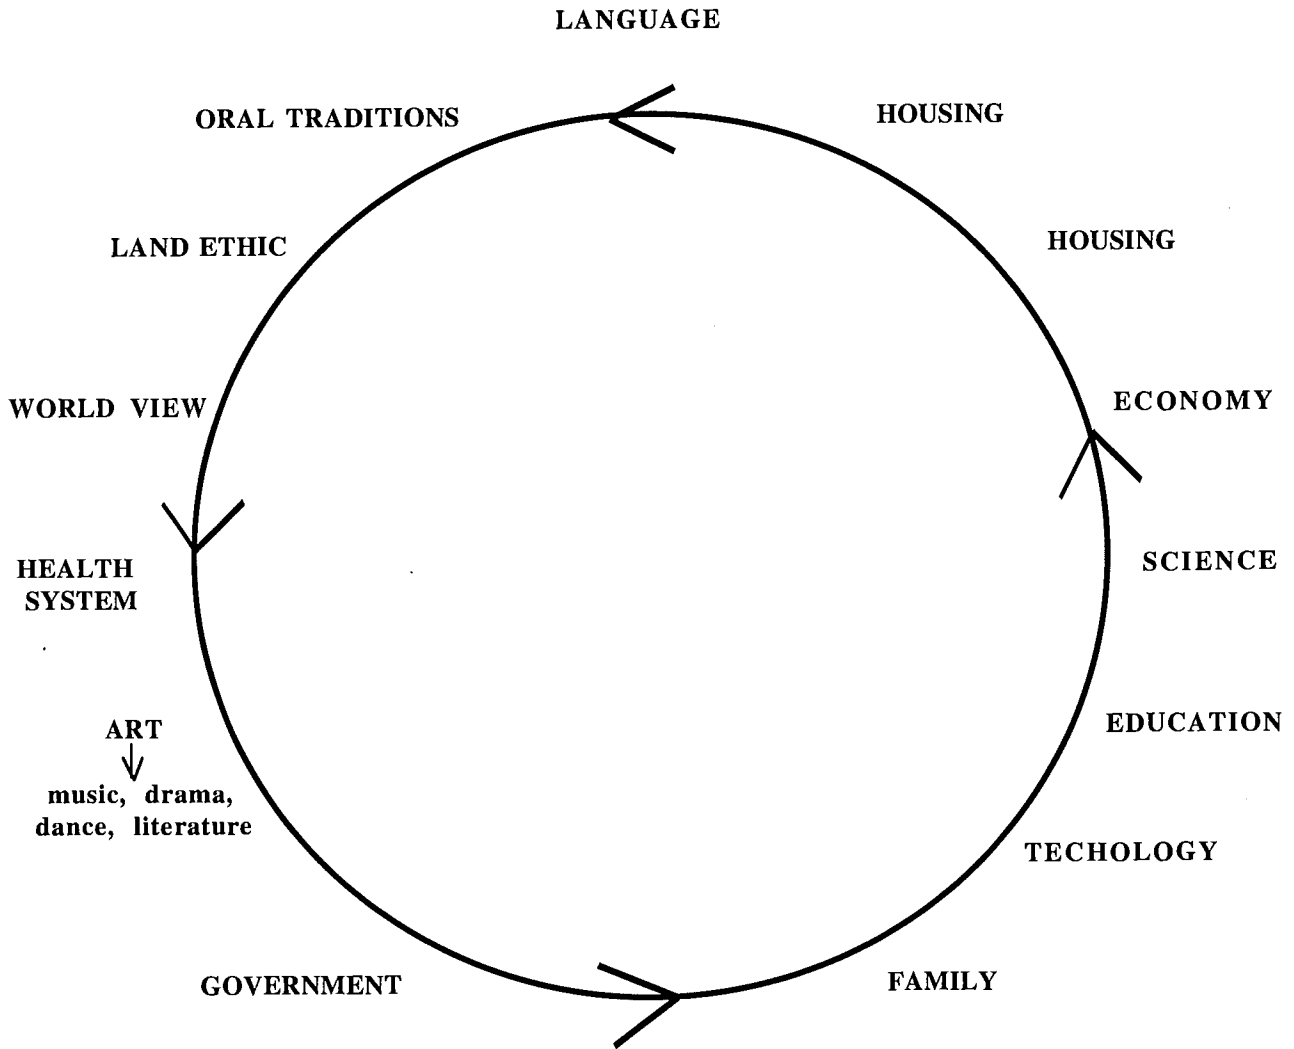 LANGUAGE
ORAL TRADITIONS
HOUSING
LAND ETHIC
HOUSING
WORLD VIEW
ECONOMY
HEALTH
SYSTEM
SCIENCE
ART
music, drama,
dance, literature
EDUCATION
TECHOLOGY
GOVERNMENT
FAMILY